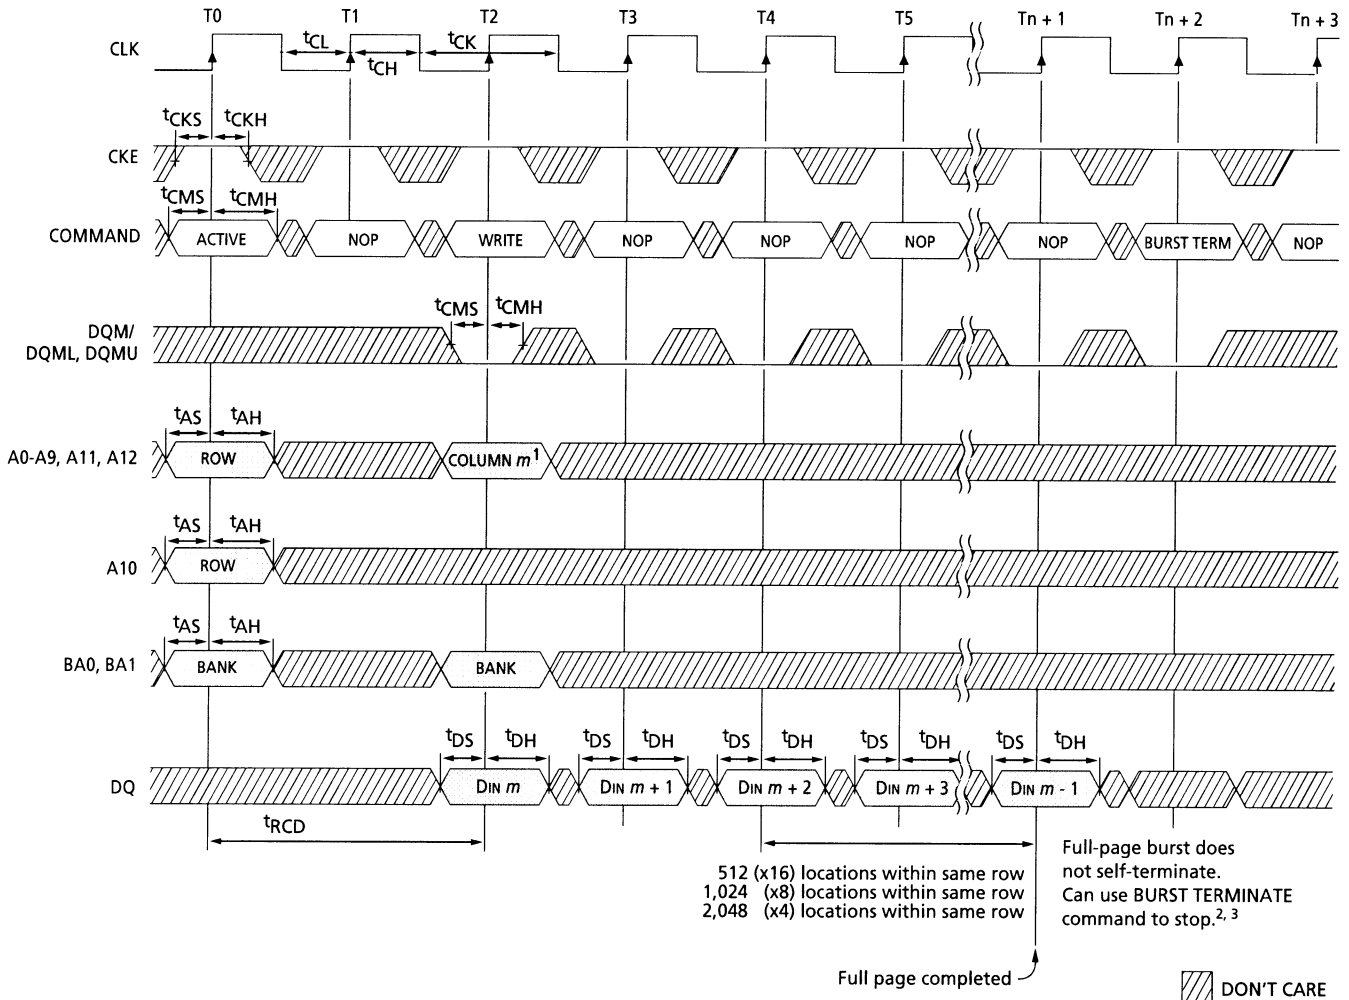 T0 T1 T2 T3 T4 T5 Tn + 1 Tn + 2 Tn + 3
CLK tCL tCH tCK
tCKS tCKH
CKE
tCMS tCMH
COMMAND ACTIVE NOP WRITE NOP NOP NOP NOP BURST TERM NOP
tCMS tCMH
DQM/
DQML, DQMU
tAS tAH
A0-A9, A11, A12 ROW COLUMN m1
tAS tAH
A10 ROW
tAS tAH
BA0, BA1 BANK BANK
tDS tDH tDS tDH tDS tDH tDS tDH tDS tDH
DQ DIN m DIN m + 1 DIN m + 2 DIN m + 3 DIN m - 1
tRCD
512 (x16) locations within same row
1,024 (x8) locations within same row
2,048 (x4) locations within same row
Full-page burst does
not self-terminate.
Can use BURST TERMINATE
command to stop.2, 3
Full page completed
DON'T CARE